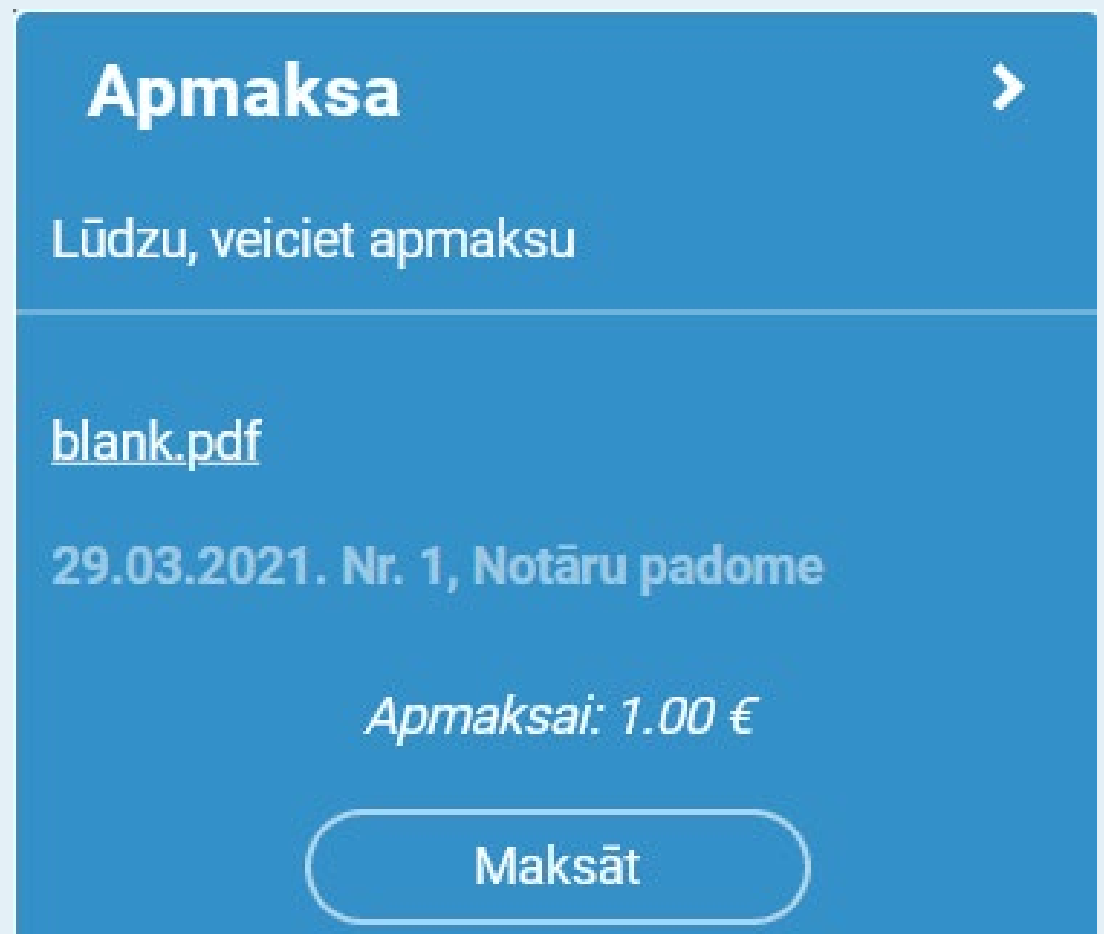 Apmaksa
Lūdzu, veiciet apmaksu
blank.pdf
29.03.2021. Nr. 1, Notāru padome
Apmaksai: 1.00 €
Maksāt